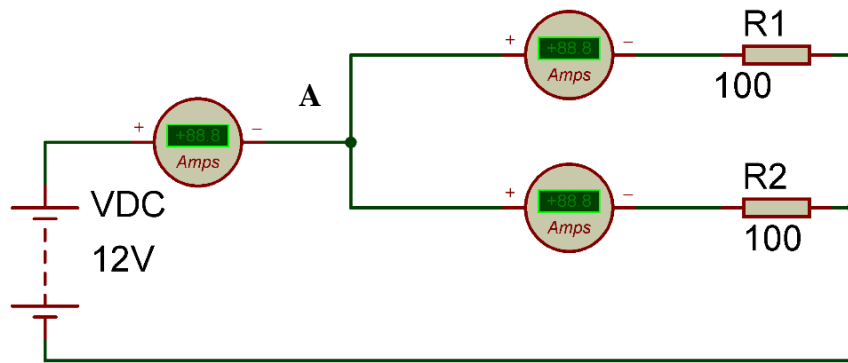 + +88.8 − R1
Amps
100
A
+ +88.8 −
Amps
+ +88.8 − R2
Amps
100
VDC
12V